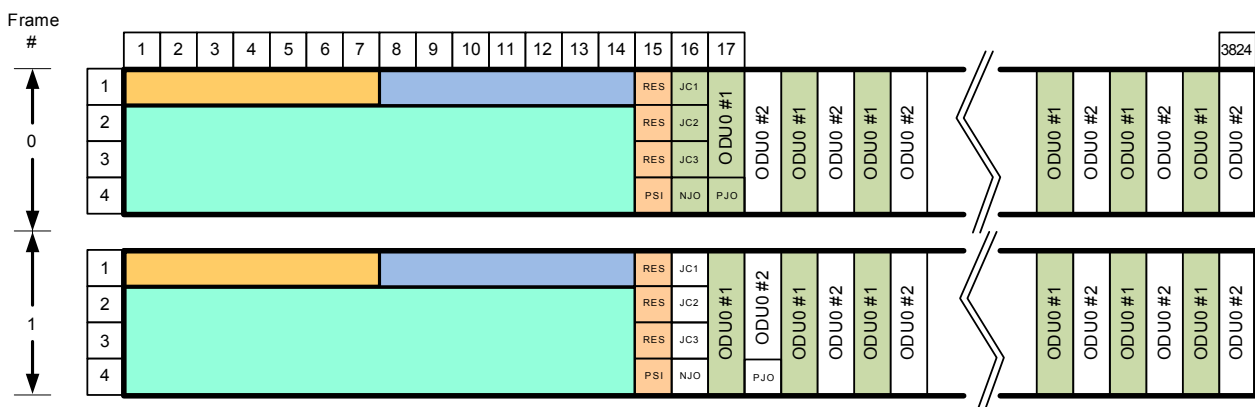 Frame
#
1 2 3 4 5 6 7 8 9 10 11 12 13 14 15 16 17 3824
0
1 RES JC1
2 RES JC2
3 RES JC3
4 PSI NJO PJO
ODU0 #1 ODU0 #2 ODU0 #1 ODU0 #2 ODU0 #1 ODU0 #2 ODU0 #1 ODU0 #2 ODU0 #1 ODU0 #2 ODU0 #1 ODU0 #2
1
1 RES JC1
2 RES JC2
3 RES JC3
4 PSI NJO PJO
ODU0 #1 ODU0 #2 ODU0 #1 ODU0 #2 ODU0 #1 ODU0 #2 ODU0 #1 ODU0 #2 ODU0 #1 ODU0 #2 ODU0 #1 ODU0 #2